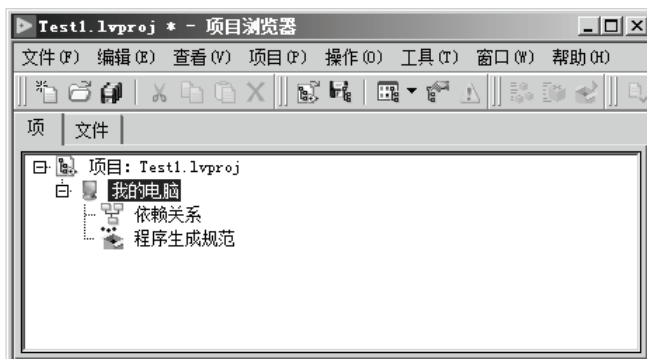 Test1.lvproj * - 项目浏览器
文件(F) 编辑(E) 查看(V) 项目(P) 操作(O) 工具(T) 窗口(W) 帮助(H)
项 文件
项目: Test1.lvproj
我的电脑
依赖关系
程序生成规范